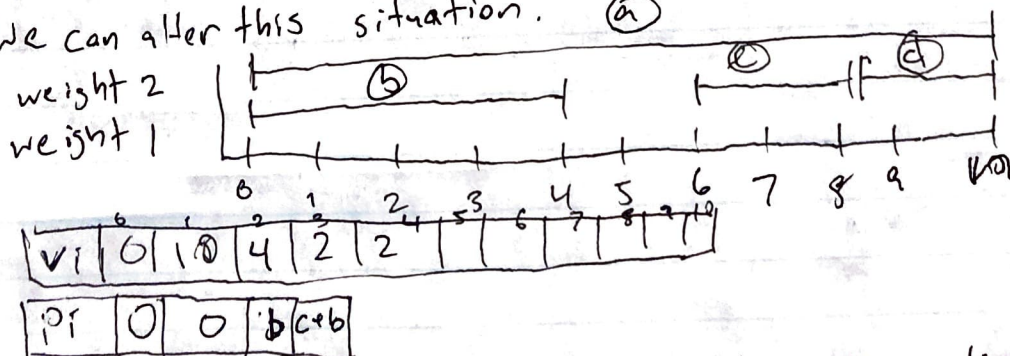 We can alter this situation. (a)
weight 2 (b) (c) (d)
weight 1
0 1 2 3 4 5 6 7 8 9 10
0 1 2 3 4 5 6 7 8 9 10
Vi 0 10 4 2 2
Pi 0 0 b c+b